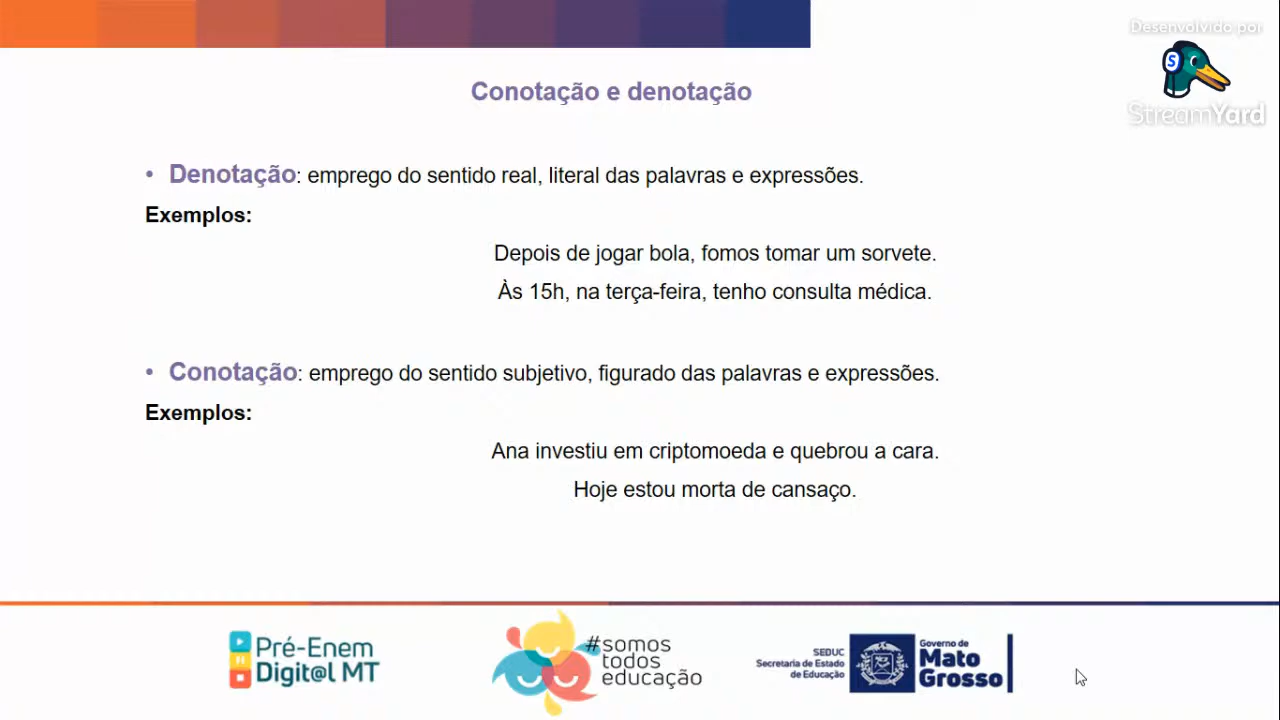 Desenvolvido por
S
StreamYard
Conotação e denotação
• Denotação: emprego do sentido real, literal das palavras e expressões.
Exemplos:
Depois de jogar bola, fomos tomar um sorvete.
Às 15h, na terça-feira, tenho consulta médica.
• Conotação: emprego do sentido subjetivo, figurado das palavras e expressões.
Exemplos:
Ana investiu em criptomoeda e quebrou a cara.
Hoje estou morta de cansaço.
Pré-Enem
Digit@l MT
#somos
todos
educação
SEDUC
Secretaria de Estado
de Educação
Governo de
Mato
Grosso